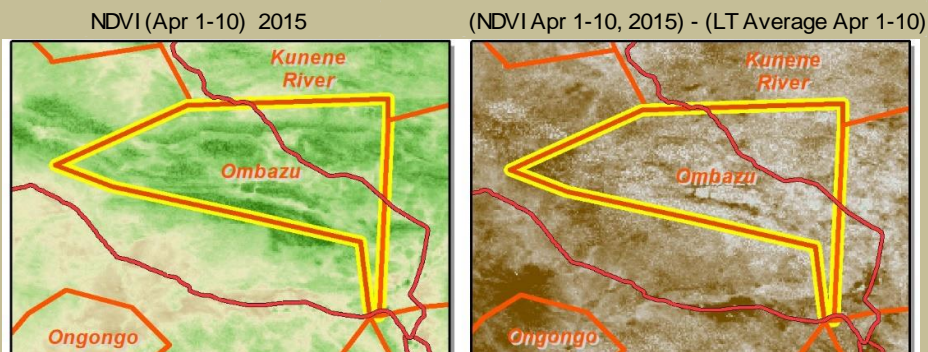 NDVI (Apr 1-10) 2015
(NDVI Apr 1-10, 2015) - (LT Average Apr 1-10)
Kunene
River
Ombazu
Ongongo
Kunene
River
Ombazu
Ongongo